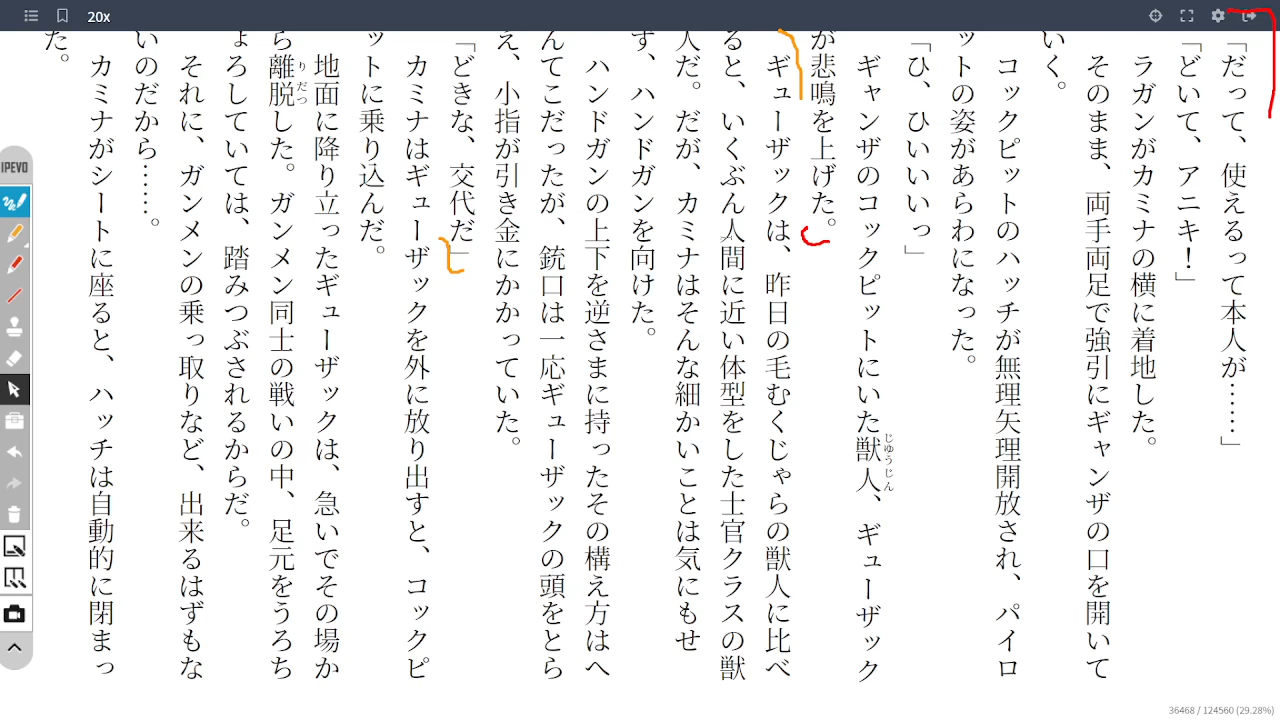 20x
IPEVO
「だって、使えるって本人が……」
「どいて、アニキ！」
ラガンがカミナの横に着地した。
そのまま、両手両足で強引にギャンザの口を開いて
いく。
コックピットのハッチが無理矢理開放され、パイロ
ットの姿があらわになった。
「ひ、ひいいいっ」
ギャンザのコックピットにいた獣人、ギューザック
じゅうじん
が悲鳴を上げた。
ギューザックは、昨日の毛むくじゃらの獣人に比べ
ると、いくぶん人間に近い体型をした士官クラスの獣
人だ。だが、カミナはそんな細かいことは気にもせ
ず、ハンドガンを向けた。
ハンドガンの上下を逆さまに持ったその構え方はへ
んてこだったが、銃口は一応ギューザックの頭をとら
え、小指が引き金にかかっていた。
「どきな、交代だ」
カミナはギューザックを外に放り出すと、コックピ
ットに乗り込んだ。
地面に降り立ったギューザックは、急いでその場か
ら離脱した。ガンメン同士の戦いの中、足元をうろち
りだつ
ょろしていては、踏みつぶされるからだ。
それに、ガンメンの乗っ取りなど、出来るはずもな
いのだから……。
カミナがシートに座ると、ハッチは自動的に閉まっ
た。
36468 / 124560 (29.28%)